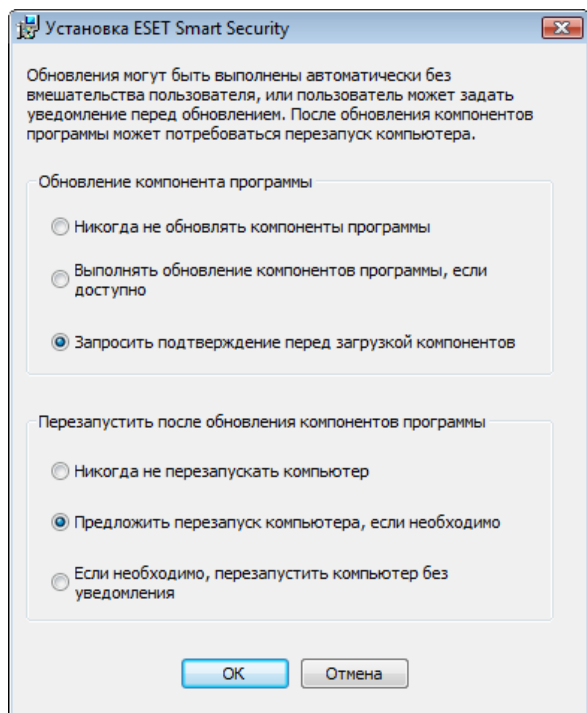 Установка ESET Smart Security
Обновления могут быть выполнены автоматически без
вмешательства пользователя, или пользователь может задать
уведомление перед обновлением. После обновления компонентов
программы может потребоваться перезапуск компьютера.
Обновление компонента программы
Никогда не обновлять компоненты программы
Выполнять обновление компонентов программы, если
доступно
Запросить подтверждение перед загрузкой компонентов
Перезапустить после обновления компонентов программы
Никогда не перезапускать компьютер
Предложить перезапуск компьютера, если необходимо
Если необходимо, перезапустить компьютер без
уведомления
ОК
Отмена